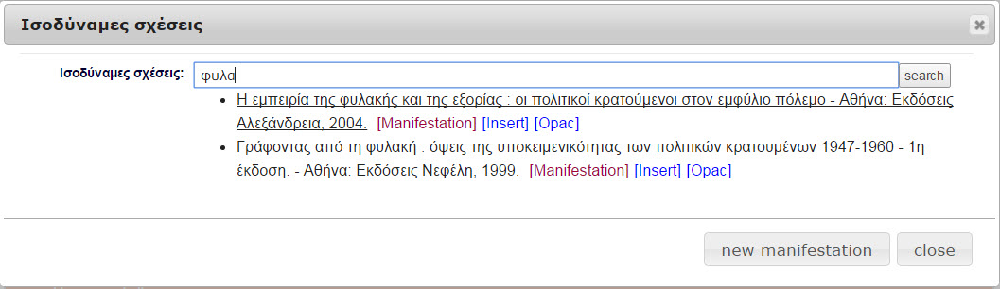 Ισοδύναμες σχέσεις
Ισοδύναμες σχέσεις: φυλα search
Η εμπειρία της φυλακής και της εξορίας : οι πολιτικοί κρατούμενοι στον εμφύλιο πόλεμο - Αθήνα: Εκδόσεις
Αλεξάνδρεια, 2004. [Manifestation] [Insert] [Opac]
Γράφοντας από τη φυλακή : όψεις της υποκειμενικότητας των πολιτικών κρατουμένων 1947-1960 - 1η
έκδοση. - Αθήνα: Εκδόσεις Νεφέλη, 1999. [Manifestation] [Insert] [Opac]
new manifestation close